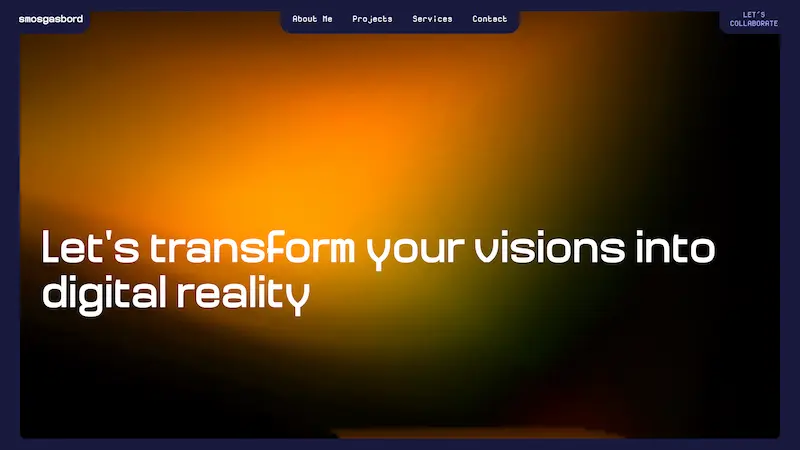 smosgasbord
About Me Projects Services Contact
LET'S
COLLABORATE
Let's transform your visions into
digital reality